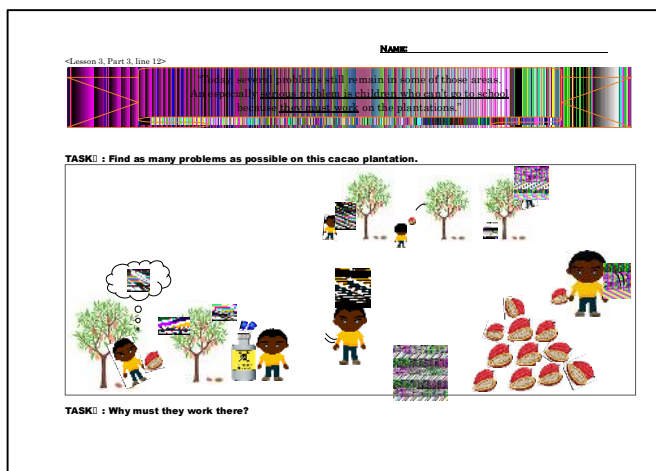 NAME:
<Lesson 3, Part 3, line 12>
"Today, several problems still remain in some of those areas.
An especially serious problem is children who can't go to school
because they must work on the plantations."
TASK : Find as many problems as possible on this cacao plantation.
TASK : Why must they work there?